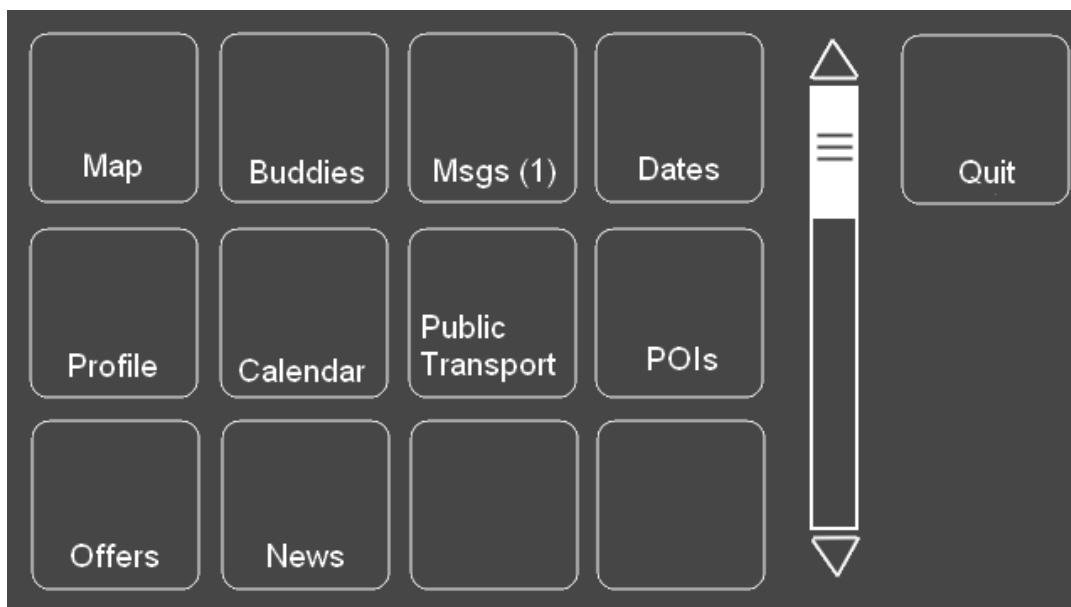 Map
Buddies
Msgs (1)
Dates
Quit
Profile
Calendar
Public
Transport
POIs
Offers
News